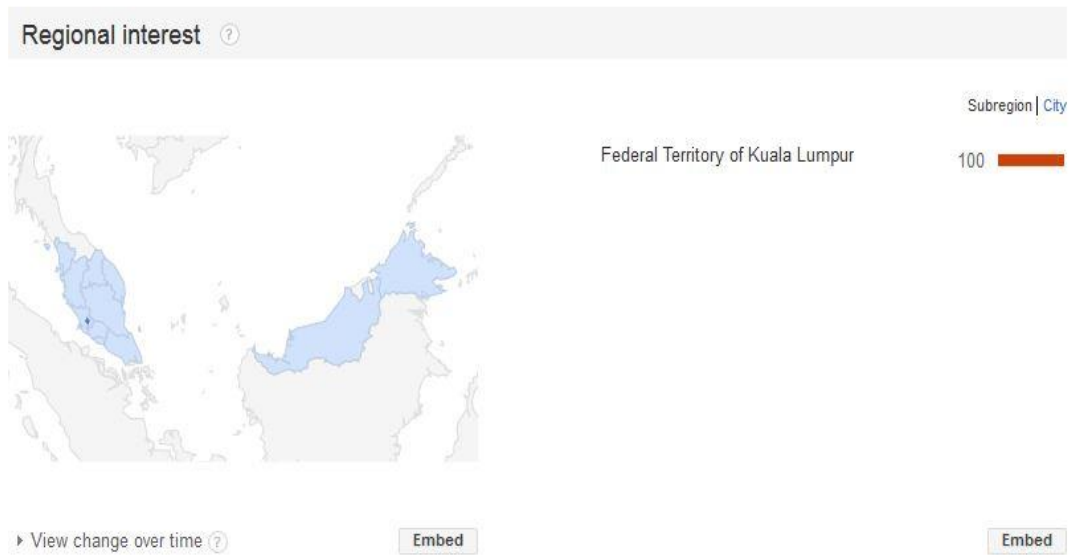 Regional interest ?
Subregion | City
Federal Territory of Kuala Lumpur 100
View change over time ? Embed Embed